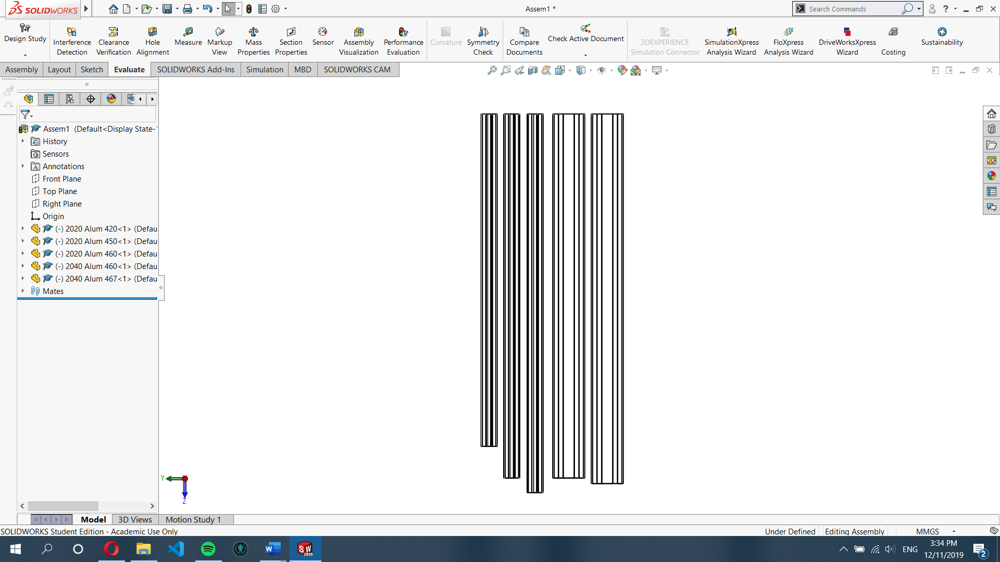 SOLIDWORKS
Assem1 *
Search Commands
Design Study
Interference Detection
Clearance Verification
Hole Alignment
Measure
Markup View
Mass Properties
Section Properties
Sensor
Assembly Visualization
Performance Evaluation
Curvature
Symmetry Check
Compare Documents
Check Active Document
3DEXPERIENCE Simulation Connector
SimulationXpress Analysis Wizard
FloXpress Analysis Wizard
DriveWorksXpress Wizard
Costing
Sustainability
Assembly
Layout
Sketch
Evaluate
SOLIDWORKS Add-Ins
Simulation
MBD
SOLIDWORKS CAM
Assem1 (Default<Display State-
History
Sensors
Annotations
Front Plane
Top Plane
Right Plane
Origin
(-) 2020 Alum 420<1> (Defau
(-) 2020 Alum 450<1> (Defau
(-) 2020 Alum 460<1> (Defau
(-) 2040 Alum 460<1> (Defau
(-) 2040 Alum 467<1> (Defau
Mates
Y
Z
Model
3D Views
Motion Study 1
SOLIDWORKS Student Edition - Academic Use Only
Under Defined
Editing Assembly
MMGS
SW 2019
ENG
3:34 PM
12/11/2019
2